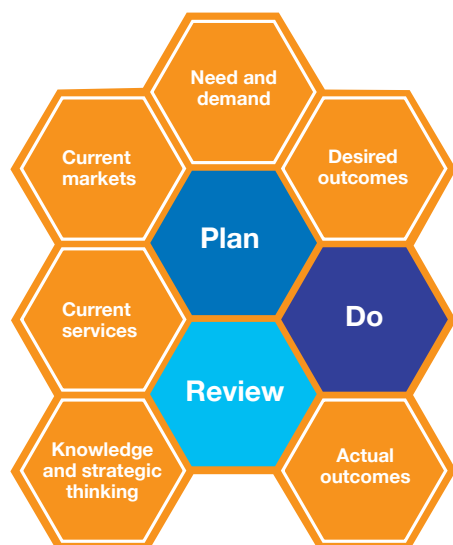 Need and
demand
Current
markets
Desired
outcomes
Plan
Current
services
Do
Review
Knowledge
and strategic
thinking
Actual
outcomes